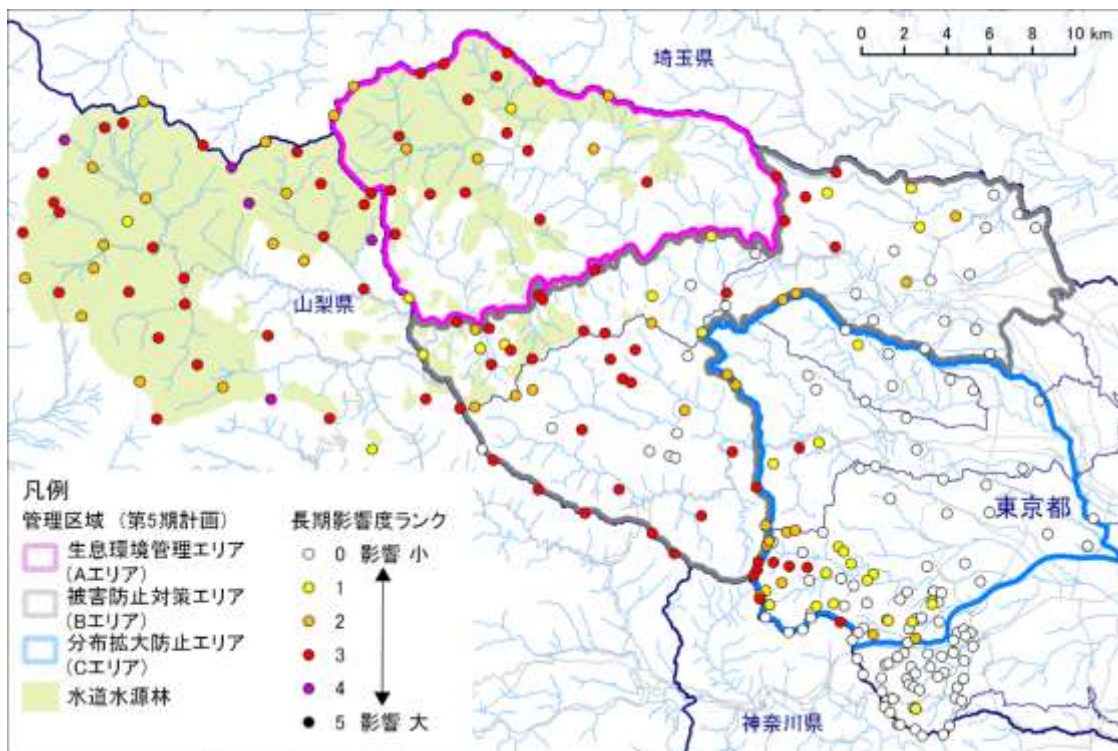 0 2 4 6 8 10 km
埼玉県
山梨県
東京都
神奈川県
凡例
管理区域 (第5期計画)
生息環境管理エリア
(Aエリア)
被害防止対策エリア
(Bエリア)
分布拡大防止エリア
(Cエリア)
水道水源林
長期影響度ランク
0 影響 小
1
2
3
4
5 影響 大